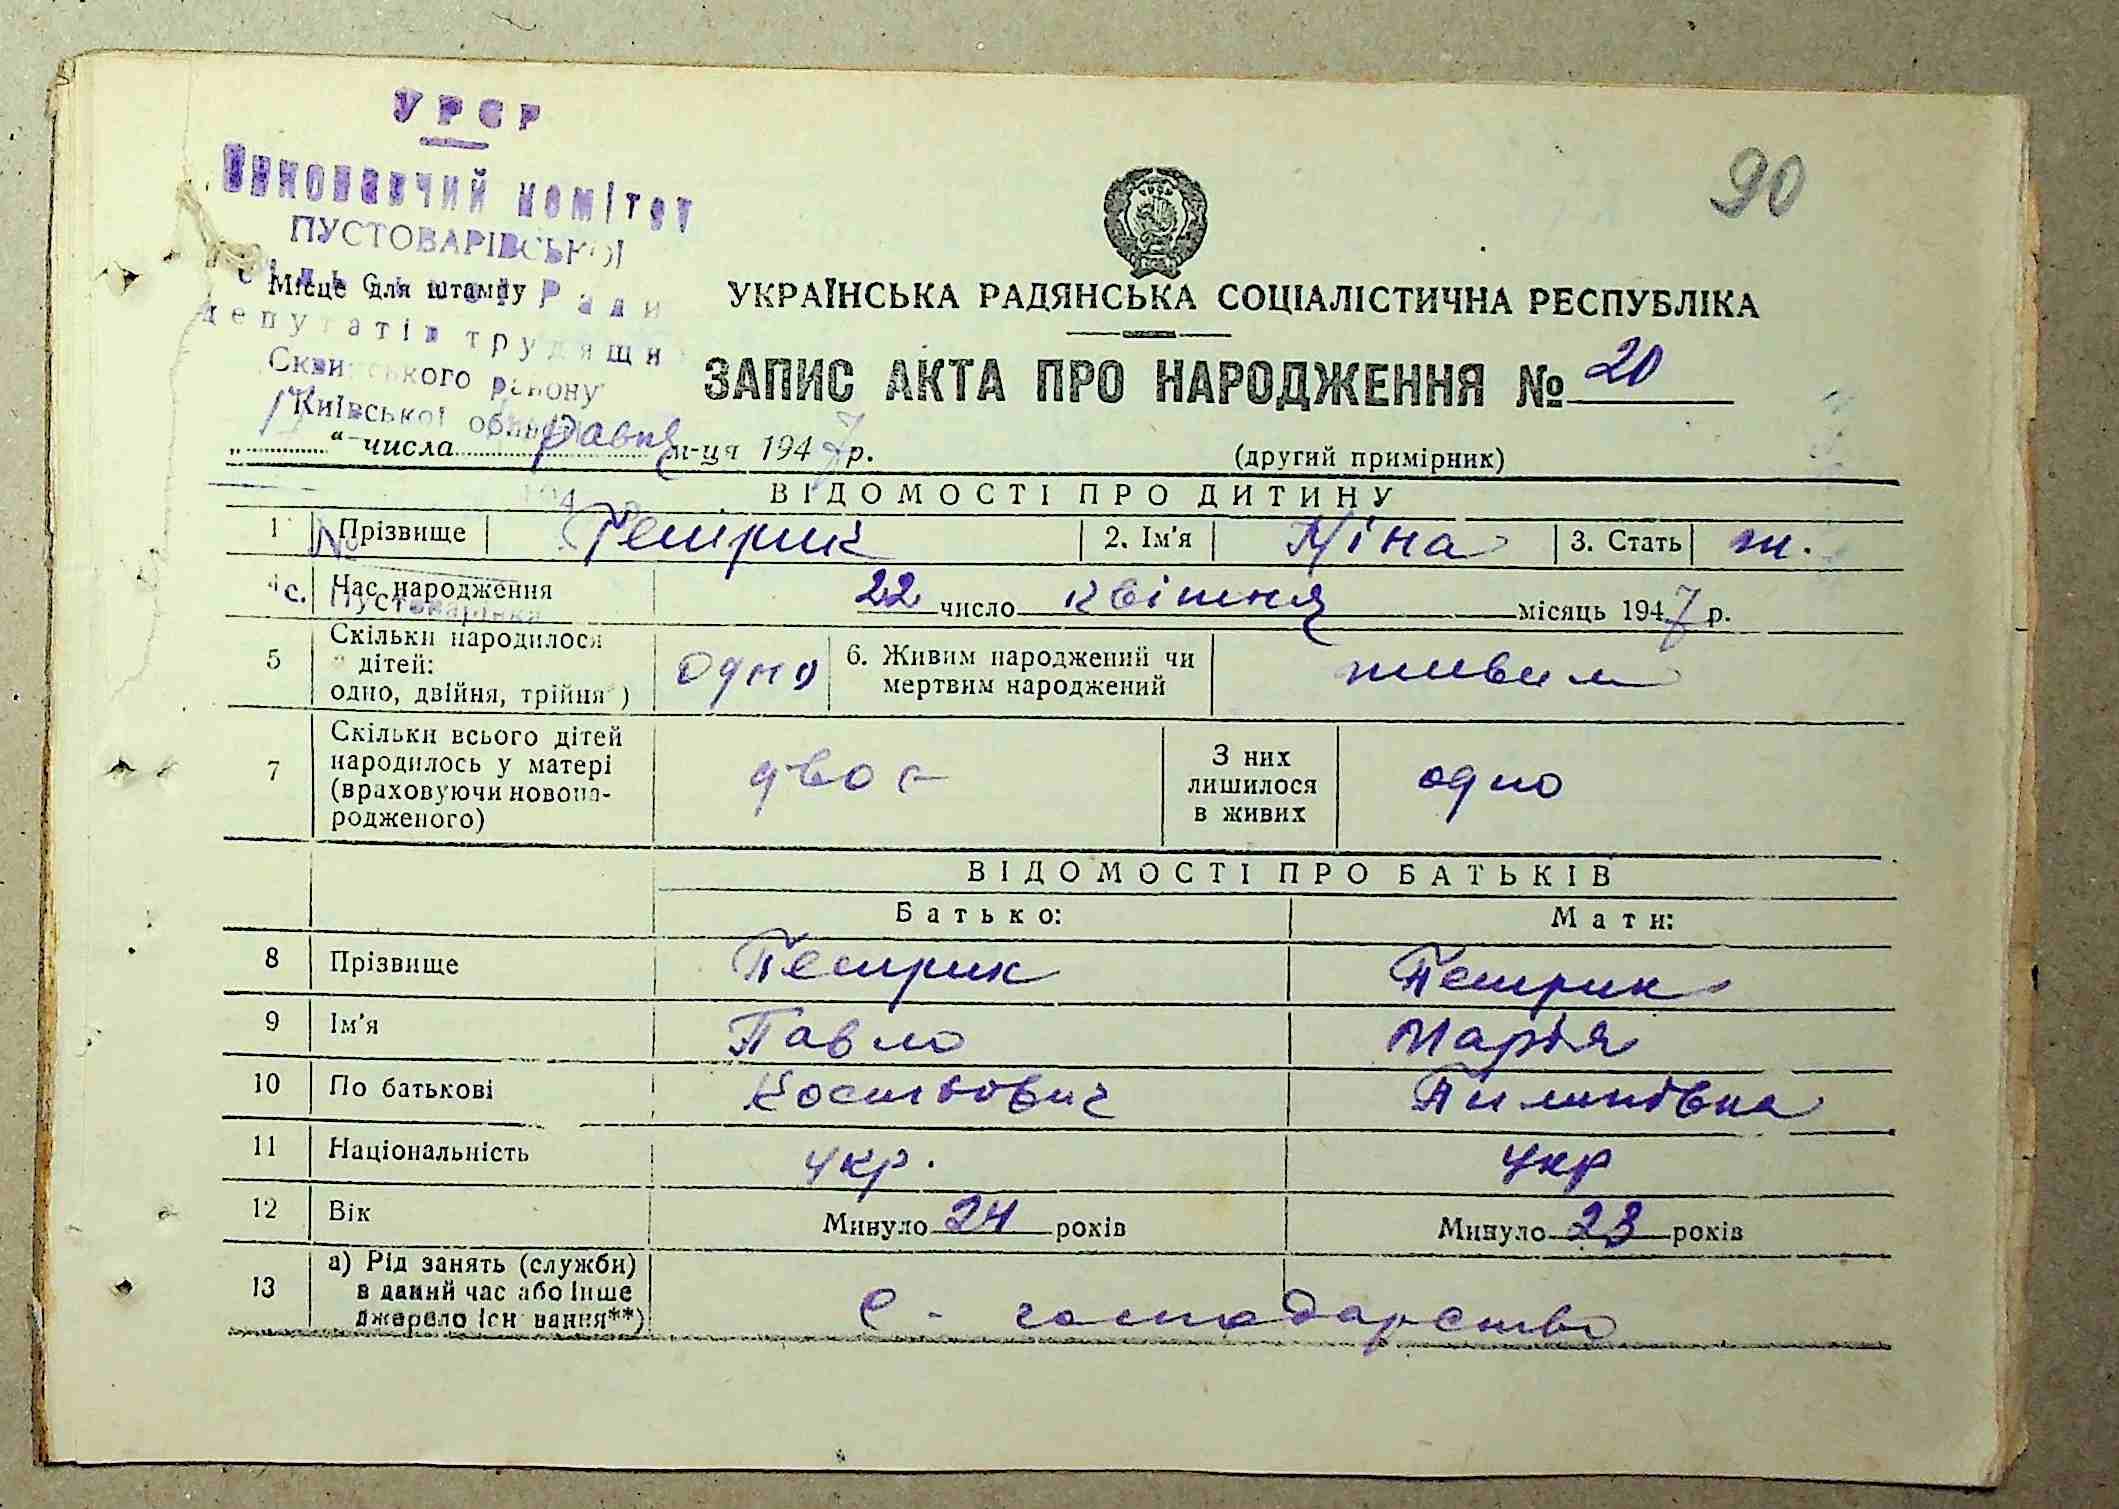 УРСР
Виконавчий комітет
ПУСТОВАРІВСЬКОЇ
Місце для штампу
Сільської Ради
депутатів трудящих
Сквирського району
Київської області
90
УКРАЇНСЬКА РАДЯНСЬКА СОЦІАЛІСТИЧНА РЕСПУБЛІКА
ЗАПИС АКТА ПРО НАРОДЖЕННЯ № 20
„ “ числа травня м-ця 1947 р.
(другий примірник)
194 р.
ВІДОМОСТІ ПРО ДИТИНУ
1 Прізвище Петрик 2. Ім'я Ніна 3. Стать ж.
№
4 Час народження 22 число квітня місяць 1947 р.
с. Пустоварівка
5 Скільки народилося дітей: одно, двійня, трійня*) одно 6. Живим народжений чи мертвим народжений живим
7 Скільки всього дітей народилось у матері (враховуючи новонародженого) двоє З них лишилося в живих одно
ВІДОМОСТІ ПРО БАТЬКІВ
Батько: Мати:
8 Прізвище Петрик Петрик
9 Ім'я Павло Марія
10 По батькові Костьович Пилипівна
11 Національність укр. укр
12 Вік Минуло 24 років Минуло 23 років
13 а) Рід занять (служби) в даний час або інше джерело існування**) с - господарство